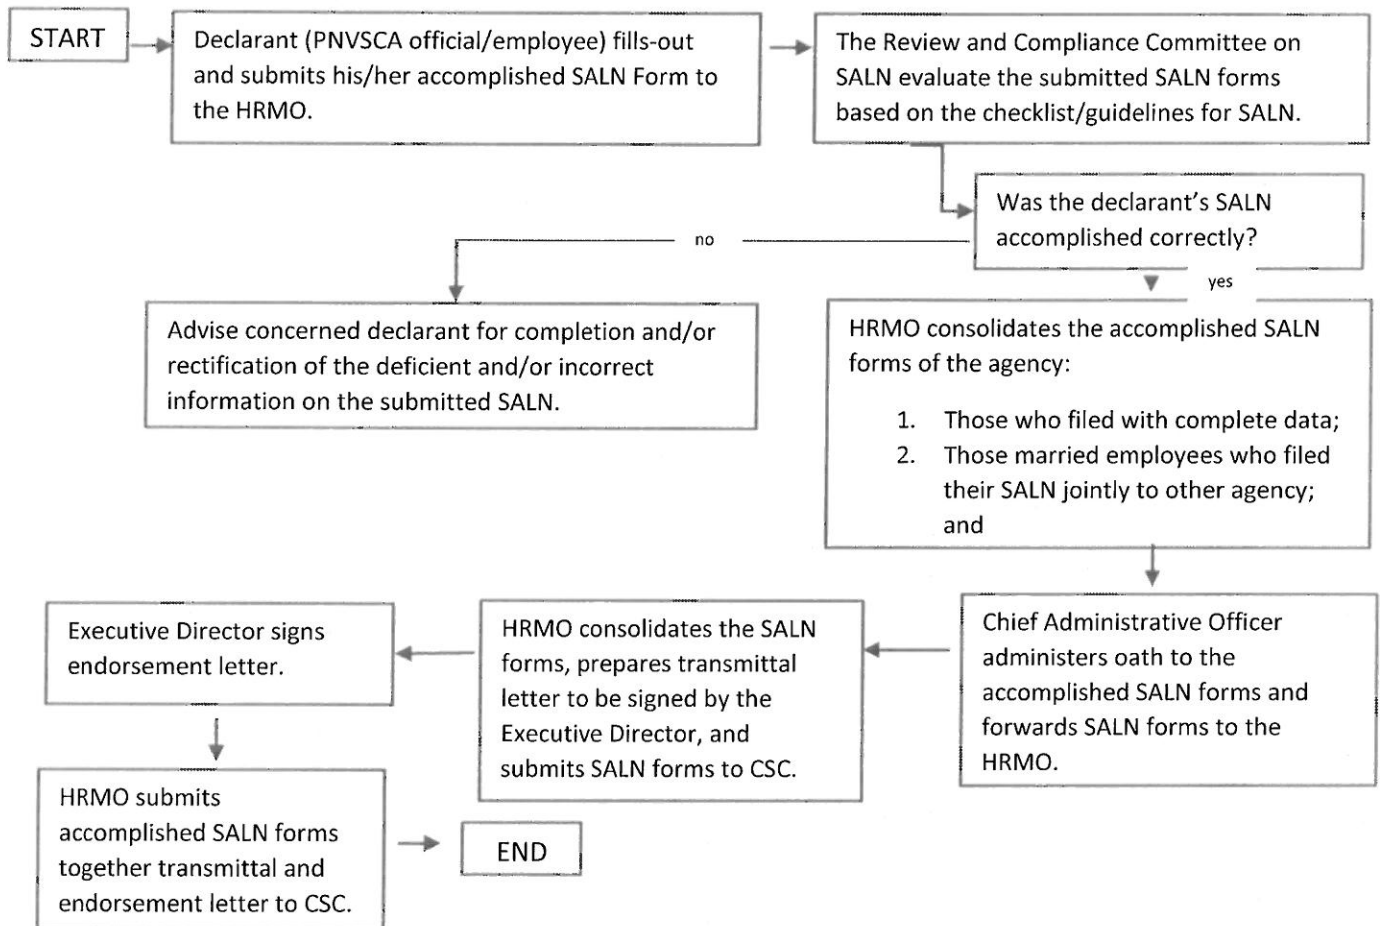 START
Declarant (PNVSCA official/employee) fills-out
and submits his/her accomplished SALN Form to
the HRMO.
The Review and Compliance Committee on
SALN evaluate the submitted SALN forms
based on the checklist/guidelines for SALN.
Was the declarant's SALN
accomplished correctly?
no
yes
Advise concerned declarant for completion and/or
rectification of the deficient and/or incorrect
information on the submitted SALN.
HRMO consolidates the accomplished SALN
forms of the agency:
1. Those who filed with complete data;
2. Those married employees who filed
their SALN jointly to other agency;
and
Chief Administrative Officer
administers oath to the
accomplished SALN forms and
forwards SALN forms to the
HRMO.
HRMO consolidates the SALN
forms, prepares transmittal
letter to be signed by the
Executive Director, and
submits SALN forms to CSC.
Executive Director signs
endorsement letter.
HRMO submits
accomplished SALN forms
together transmittal and
endorsement letter to CSC.
END